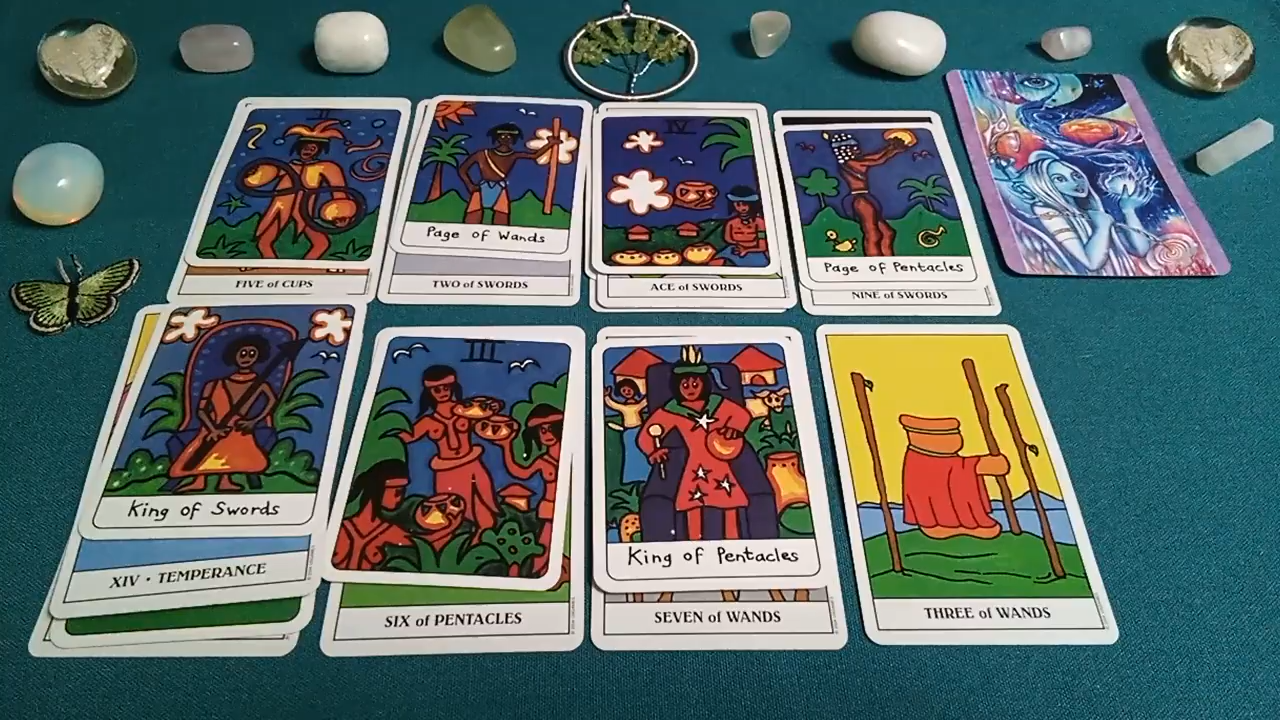 II
Page of Wands
IV
Page of Pentacles
FIVE of CUPS
TWO of SWORDS
ACE of SWORDS
NINE of SWORDS
King of Swords
III
King of Pentacles
XIV • TEMPERANCE
SIX of PENTACLES
SEVEN of WANDS
THREE of WANDS